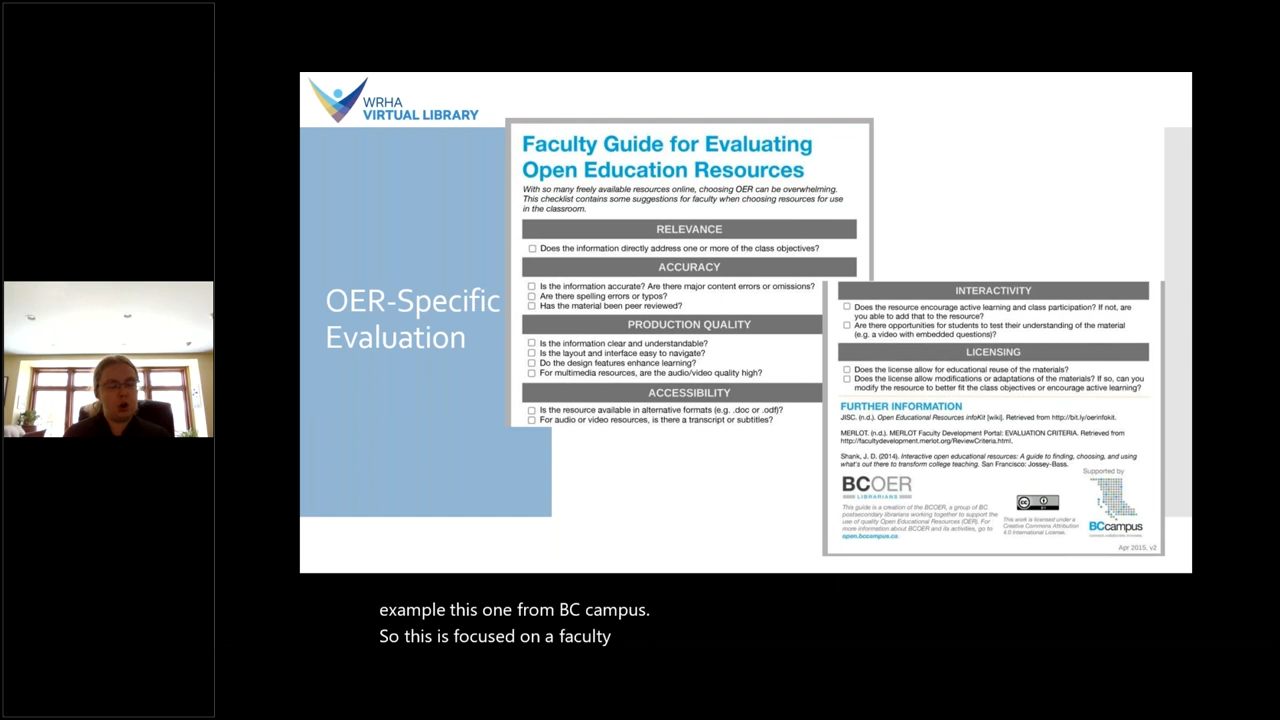 WRHA
VIRTUAL LIBRARY
OER-Specific
Evaluation
Faculty Guide for Evaluating
Open Education Resources
With so many freely available resources online, choosing OER can be overwhelming.
This checklist contains some suggestions for faculty when choosing resources for use
in the classroom.
RELEVANCE
Does the information directly address one or more of the class objectives?
ACCURACY
Is the information accurate? Are there major content errors or omissions?
Are there spelling errors or typos?
Has the material been peer reviewed?
PRODUCTION QUALITY
Is the information clear and understandable?
Is the layout and interface easy to navigate?
Do the design features enhance learning?
For multimedia resources, are the audio/video quality high?
ACCESSIBILITY
Is the resource available in alternative formats (e.g. .doc or .odf)?
For audio or video resources, is there a transcript or subtitles?
INTERACTIVITY
Does the resource encourage active learning and class participation? If not, are
you able to add that to the resource?
Are there opportunities for students to test their understanding of the material
(e.g. a video with embedded questions)?
LICENSING
Does the license allow for educational reuse of the materials?
Does the license allow modifications or adaptations of the materials? If so, can you
modify the resource to better fit the class objectives or encourage active learning?
FURTHER INFORMATION
JISC. (n.d.). Open Educational Resources infoKit [wiki]. Retrieved from http://bit.ly/oerinfokit.
MERLOT. (n.d.). MERLOT Faculty Development Portal: EVALUATION CRITERIA. Retrieved from
http://facultydevelopment.merlot.org/ReviewCriteria.html.
Shank, J. D. (2014). Interactive open educational resources: A guide to finding, choosing, and using
what's out there to transform college teaching. San Francisco: Jossey-Bass.
BCOER
LIBRARIANS
This guide is a creation of the BCOER, a group of BC
postsecondary librarians working together to support the
use of quality Open Educational Resources (OER). For
more information about BCOER and its activities, go to
open.bccampus.ca.
cc
BY
This work is licensed under a
Creative Commons Attribution
4.0 International License.
Supported by
BCcampus
Apr 2015, v2
example this one from BC campus.
So this is focused on a faculty